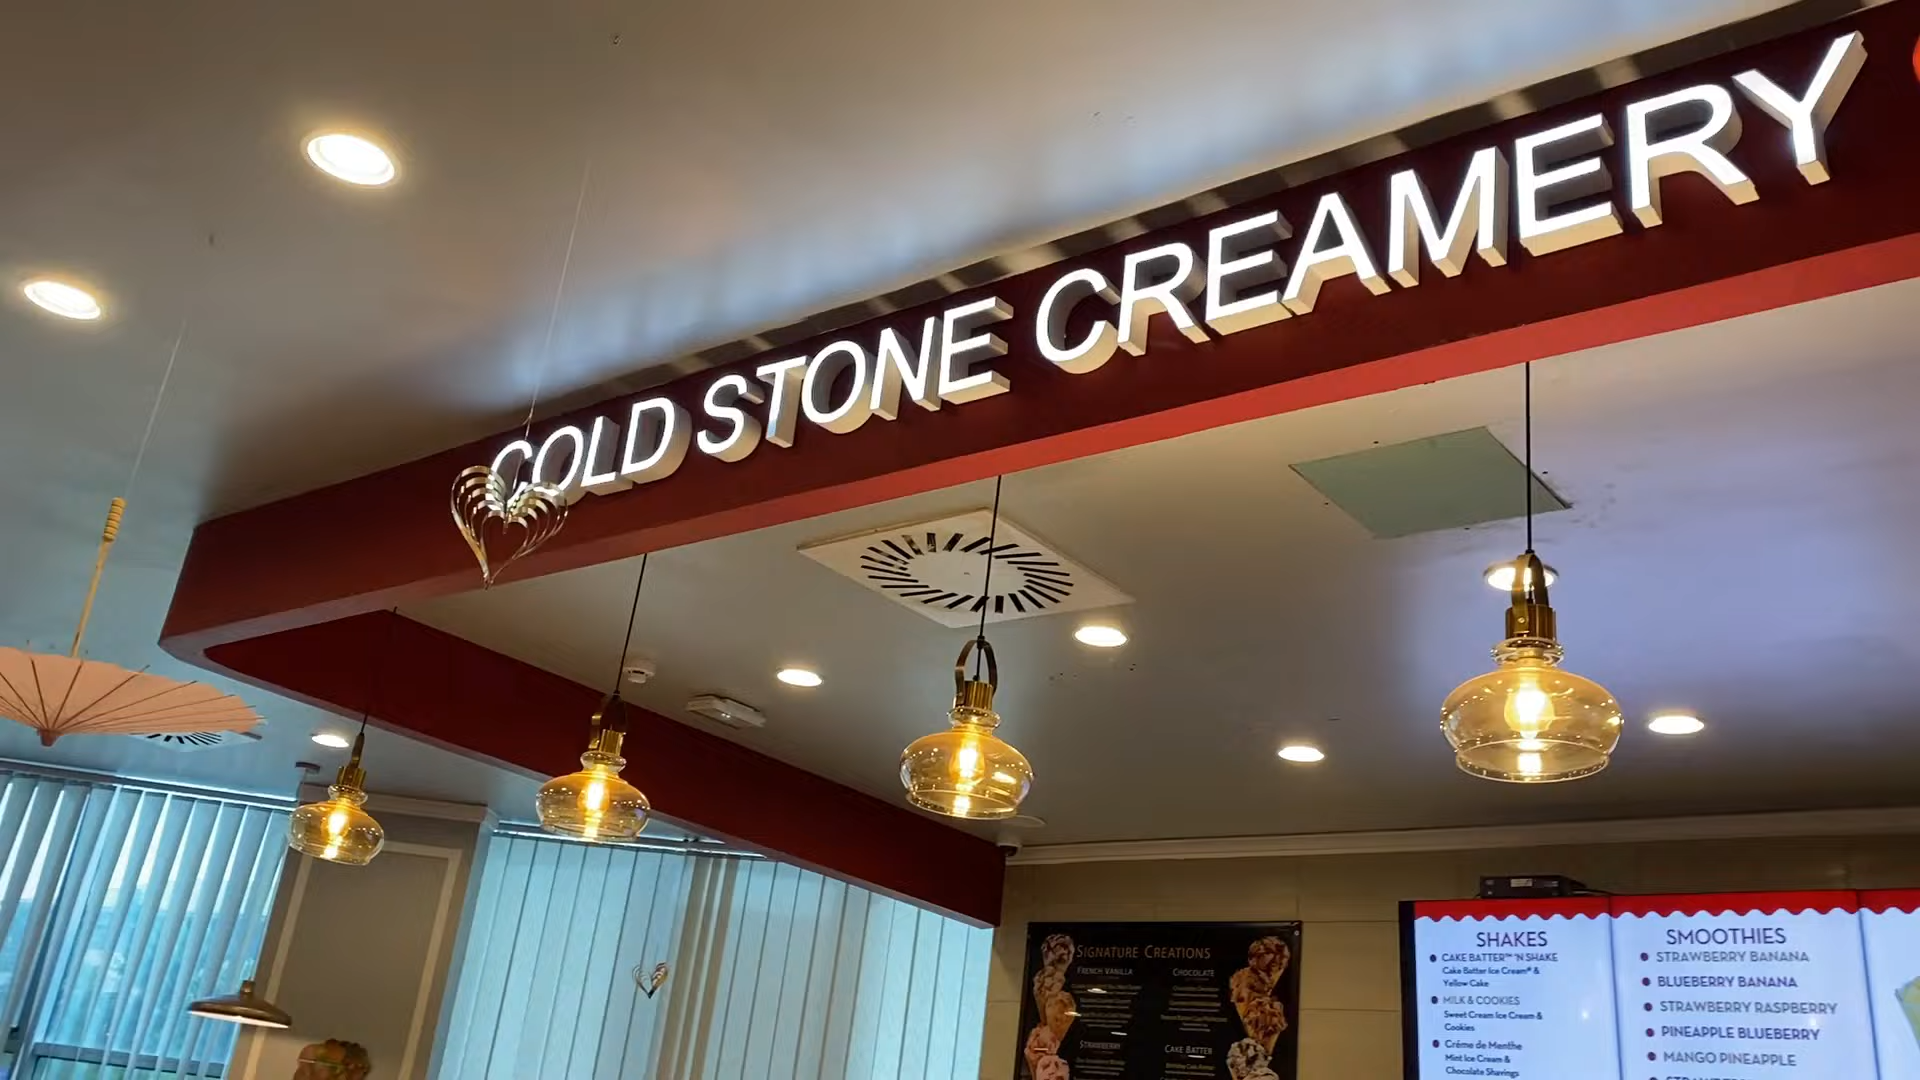 COLD STONE CREAMERY
SIGNATURE CREATIONS
FRENCH VANILLA
CHOCOLATE
STRAWBERRY
CAKE BATTER
SHAKES
CAKE BATTER™ 'N SHAKE
Cake Batter Ice Cream® &
Yellow Cake
MILK & COOKIES
Sweet Cream Ice Cream &
Cookies
Créme de Menthe
Mint Ice Cream &
Chocolate Shavings
SMOOTHIES
STRAWBERRY BANANA
BLUEBERRY BANANA
STRAWBERRY RASPBERRY
PINEAPPLE BLUEBERRY
MANGO PINEAPPLE